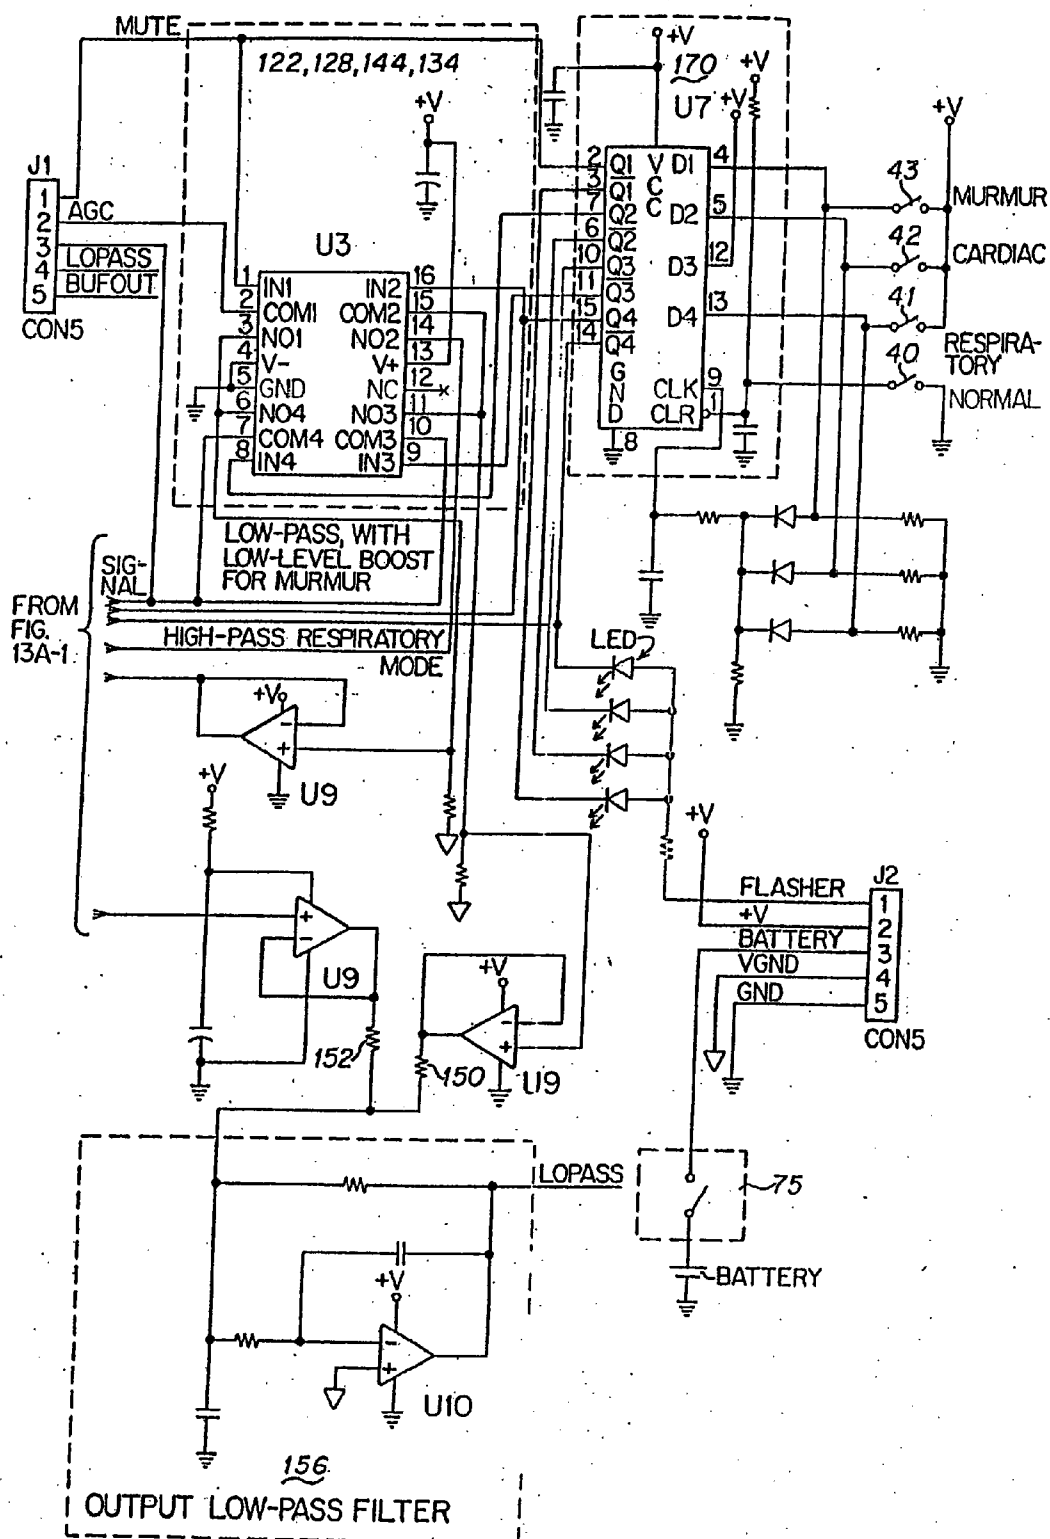 MUTE
122,128,144,134
+V
170
+V
U7
+V
+V
+V
J1
1
2
3
4
5
CON5
AGC
LOPASS
BUFOUT
U3
1 IN1
2 COM1
3 NO1
4 V-
5 GND
6 NO4
7 COM4
8 IN4
IN2 16
COM2 15
NO2 14
V+ 13
NC 12
NO3 11
COM3 10
IN3 9
2 Q1
3 Q1
7 Q2
6 Q2
10 Q3
11 Q3
15 Q4
14 Q4
V
C
C
G
N
D
8
D1 4
D2 5
D3 12
D4 13
CLK 9
CLR 1
43
MURMUR
42
CARDIAC
41
RESPIRA-
TORY
40
NORMAL
LOW-PASS, WITH
LOW-LEVEL BOOST
FOR MURMUR
FROM
FIG.
13A-1
SIG-
NAL
HIGH-PASS RESPIRATORY
MODE
LED
+V
-
+
U9
+V
+
-
U9
152
+V
-
+
U9
150
+V
J2
FLASHER
+V
BATTERY
VGND
GND
1
2
3
4
5
CON5
75
BATTERY
LOPASS
+V
-
+
U10
156
OUTPUT LOW-PASS FILTER